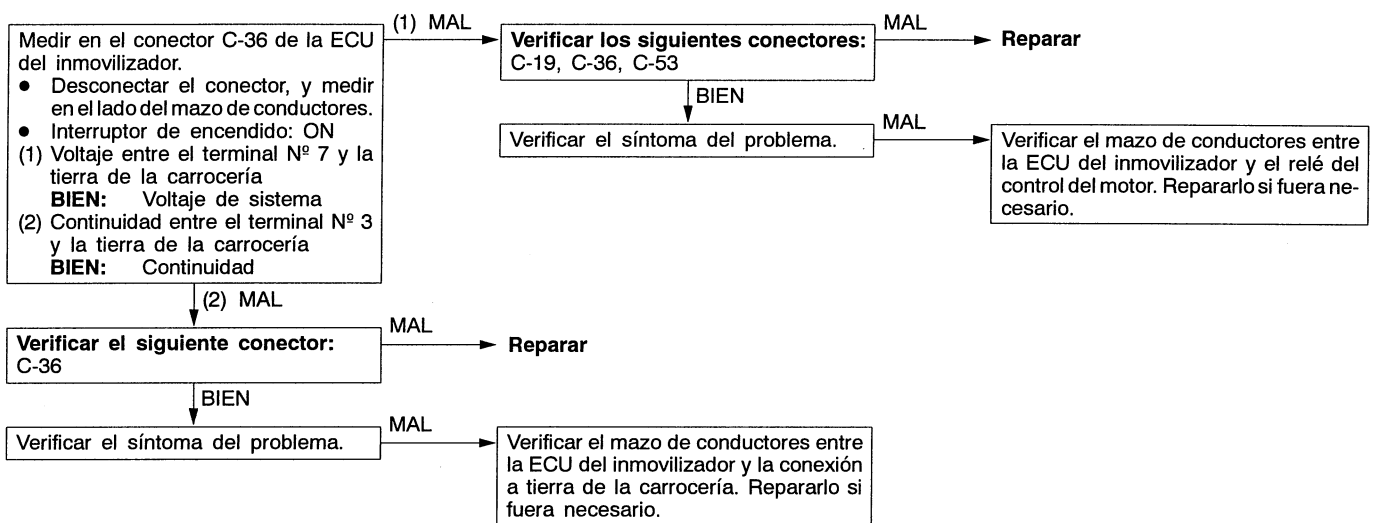 Medir en el conector C-36 de la ECU
del inmovilizador.
● Desconectar el conector, y medir
en el lado del mazo de conductores.
● Interruptor de encendido: ON
(1) Voltaje entre el terminal Nº 7 y la
tierra de la carrocería
BIEN: Voltaje de sistema
(2) Continuidad entre el terminal Nº 3
y la tierra de la carrocería
BIEN: Continuidad
(1) MAL
Verificar los siguientes conectores:
C-19, C-36, C-53
MAL
Reparar
BIEN
Verificar el síntoma del problema.
MAL
Verificar el mazo de conductores entre
la ECU del inmovilizador y el relé del
control del motor. Repararlo si fuera ne-
cesario.
(2) MAL
Verificar el siguiente conector:
C-36
MAL
Reparar
BIEN
Verificar el síntoma del problema.
MAL
Verificar el mazo de conductores entre
la ECU del inmovilizador y la conexión
a tierra de la carrocería. Repararlo si
fuera necesario.